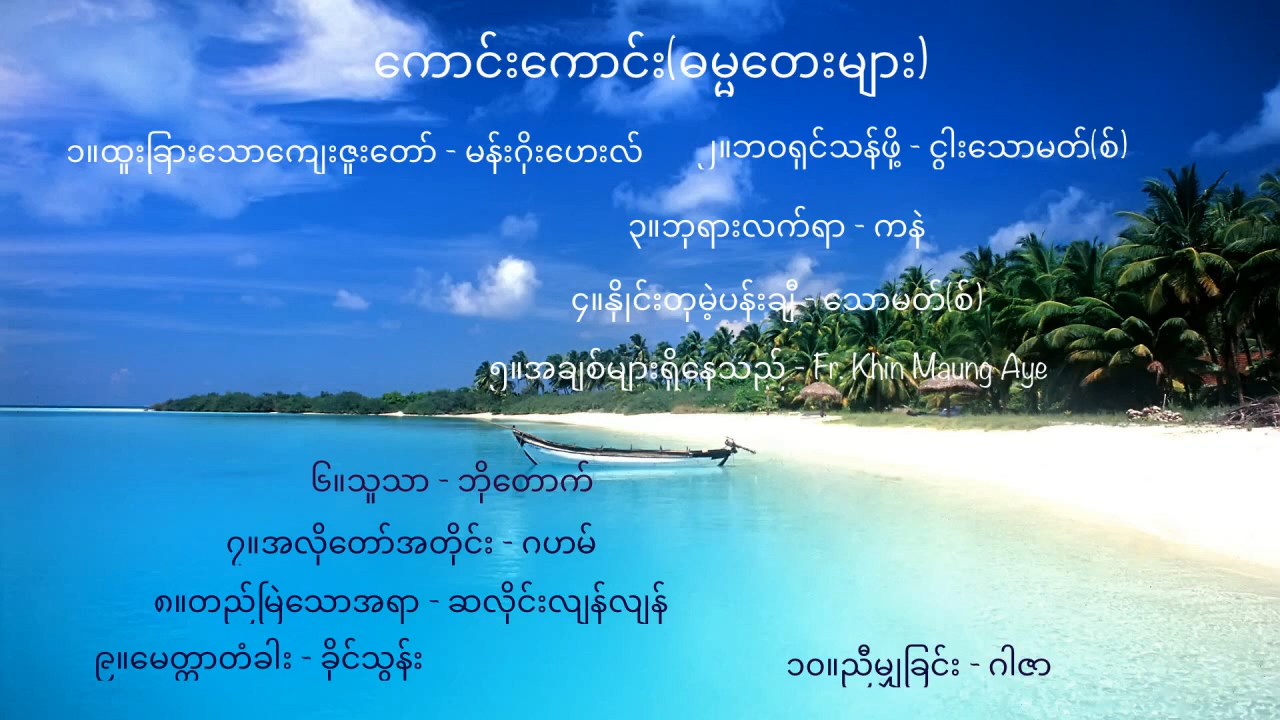 ကောင်းကောင်း(ဓမ္မတေးများ)
၁။ထူးခြားသောကျေးဇူးတော် - မန်းဂိုးဟေးလ်
၂။ဘဝရှင်သန်ဖို့ - ငွါးသောမတ်(စ်)
၃။ဘုရားလက်ရာ - ကနဲ
၄။နှိုင်းတုမဲ့ပန်းချီ - သောမတ်(စ်)
၅။အချစ်များရှိနေသည် - Fr. Khin Maung Aye
၆။သူသာ - ဘိုတောက်
၇။အလိုတော်အတိုင်း - ဂဟမ်
၈။တည်မြဲသောအရာ - ဆလိုင်းလျန်လျန်
၉။မေတ္တာတံခါး - ခိုင်သွန်း
၁၀။ညီမျှခြင်း - ဂါဇာ